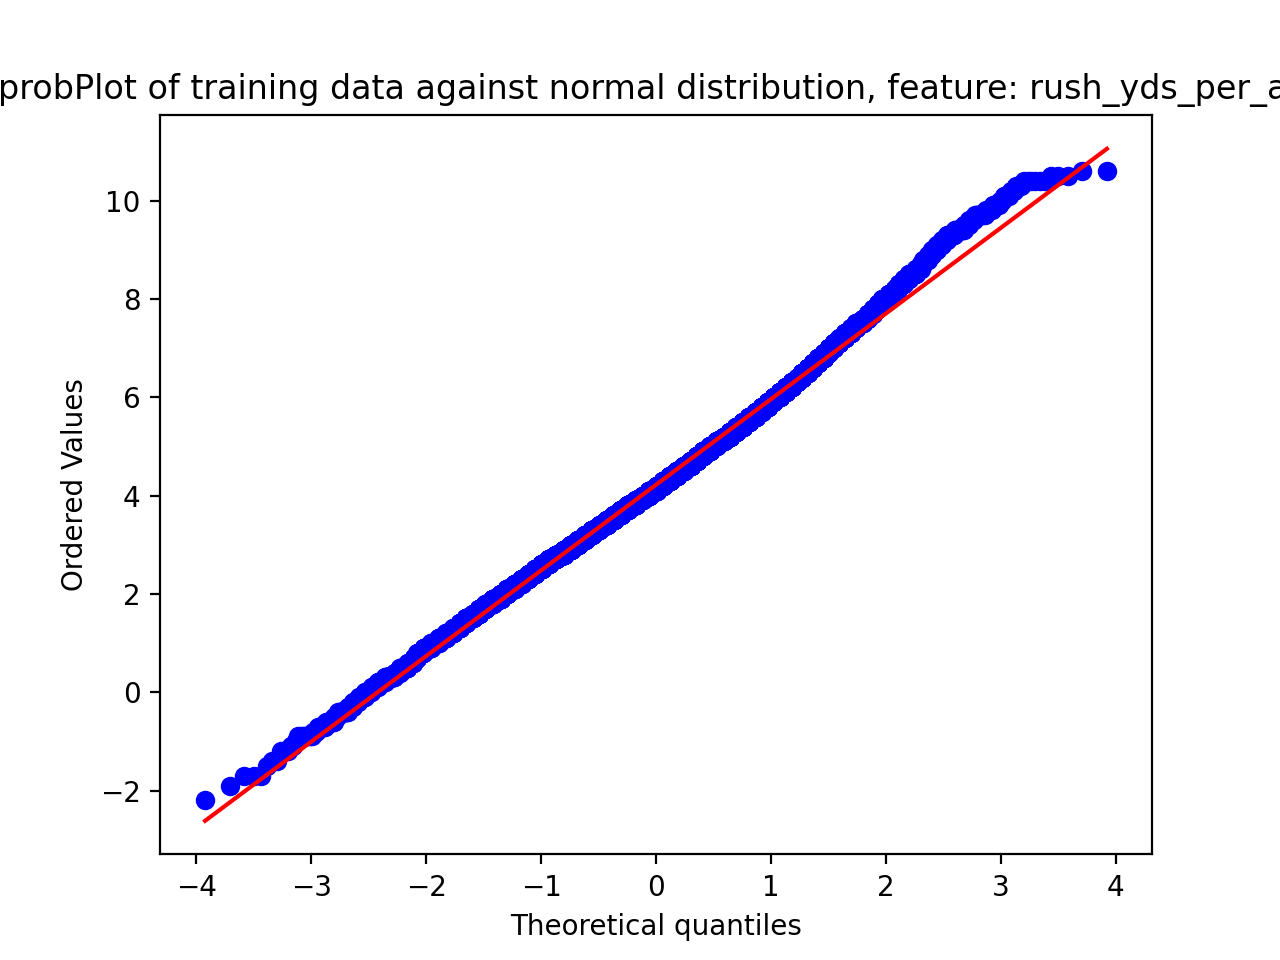 probPlot of training data against normal distribution, feature: rush_yds_per_a
Ordered Values
10
8
6
4
2
0
−2
−4 −3 −2 −1 0 1 2 3 4
Theoretical quantiles